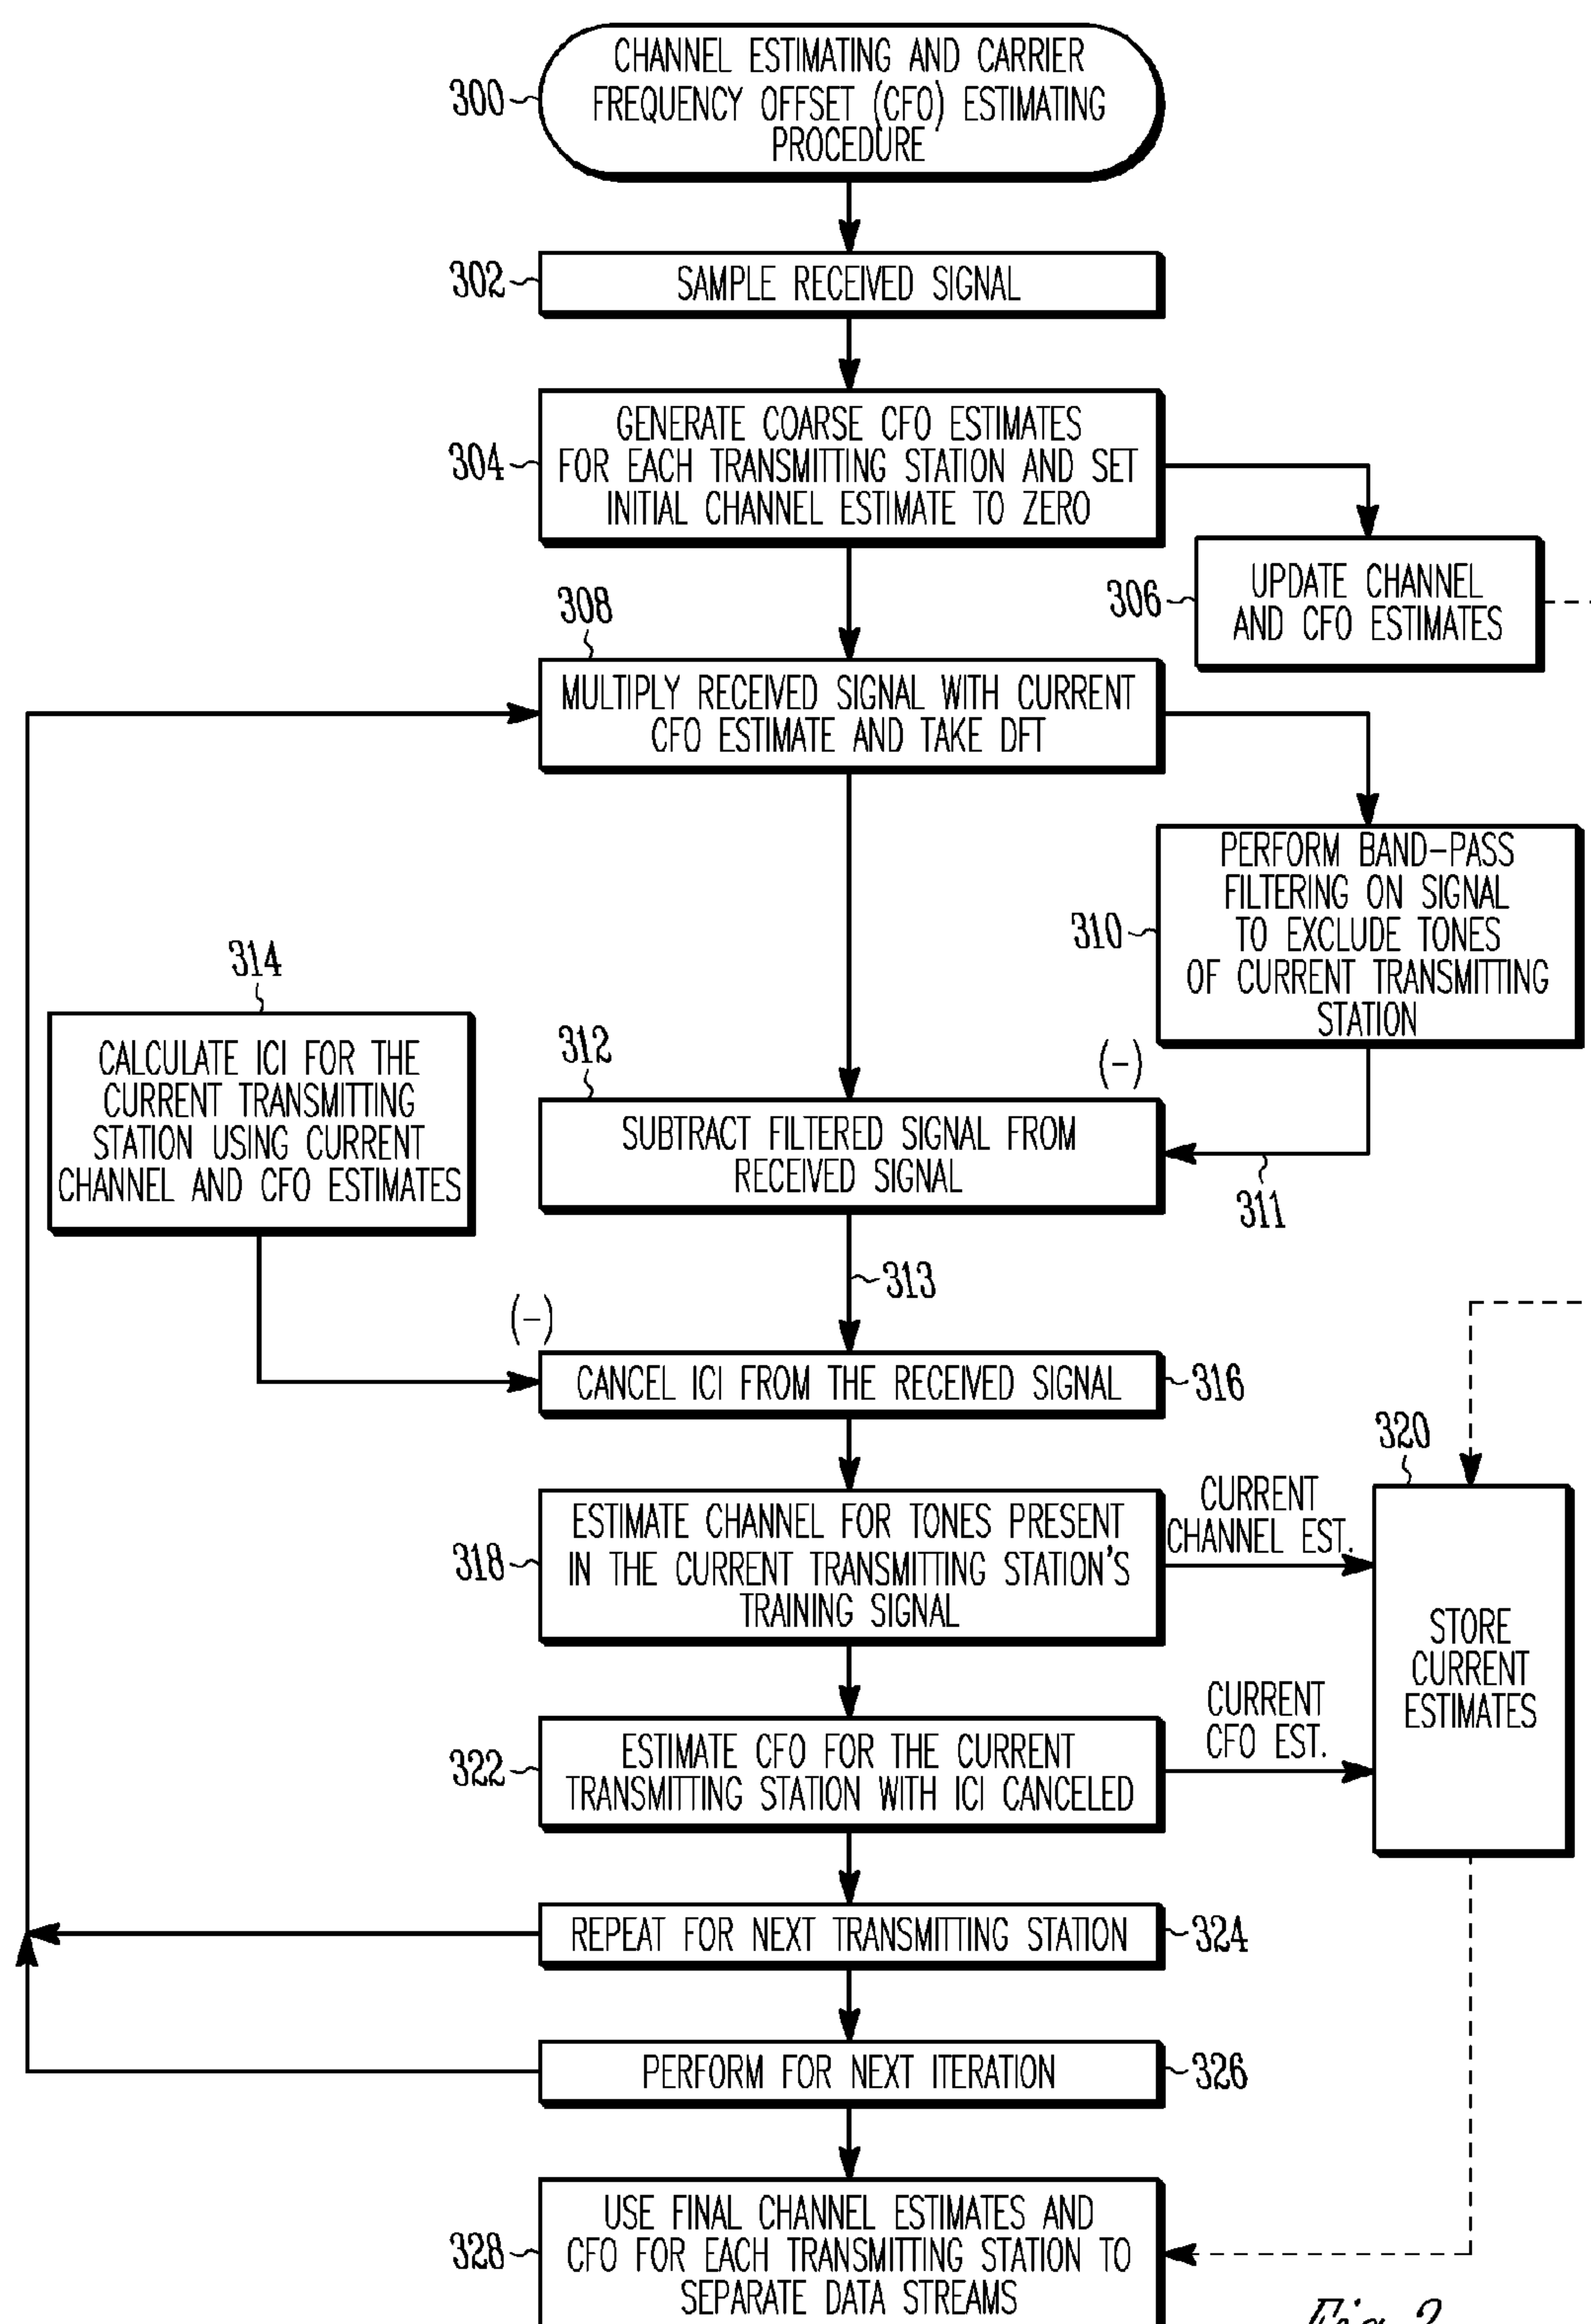 CHANNEL ESTIMATING AND CARRIER
FREQUENCY OFFSET (CFO) ESTIMATING
PROCEDURE
300
302
SAMPLE RECEIVED SIGNAL
304
GENERATE COARSE CFO ESTIMATES
FOR EACH TRANSMITTING STATION AND SET
INITIAL CHANNEL ESTIMATE TO ZERO
306
UPDATE CHANNEL
AND CFO ESTIMATES
308
MULTIPLY RECEIVED SIGNAL WITH CURRENT
CFO ESTIMATE AND TAKE DFT
310
PERFORM BAND-PASS
FILTERING ON SIGNAL
TO EXCLUDE TONES
OF CURRENT TRANSMITTING
STATION
314
CALCULATE ICI FOR THE
CURRENT TRANSMITTING
STATION USING CURRENT
CHANNEL AND CFO ESTIMATES
312
(-)
SUBTRACT FILTERED SIGNAL FROM
RECEIVED SIGNAL
311
313
(-)
CANCEL ICI FROM THE RECEIVED SIGNAL
316
318
ESTIMATE CHANNEL FOR TONES PRESENT
IN THE CURRENT TRANSMITTING STATION'S
TRAINING SIGNAL
CURRENT
CHANNEL EST.
320
STORE
CURRENT
ESTIMATES
322
ESTIMATE CFO FOR THE CURRENT
TRANSMITTING STATION WITH ICI CANCELED
CURRENT
CFO EST.
REPEAT FOR NEXT TRANSMITTING STATION
324
PERFORM FOR NEXT ITERATION
326
328
USE FINAL CHANNEL ESTIMATES AND
CFO FOR EACH TRANSMITTING STATION TO
SEPARATE DATA STREAMS